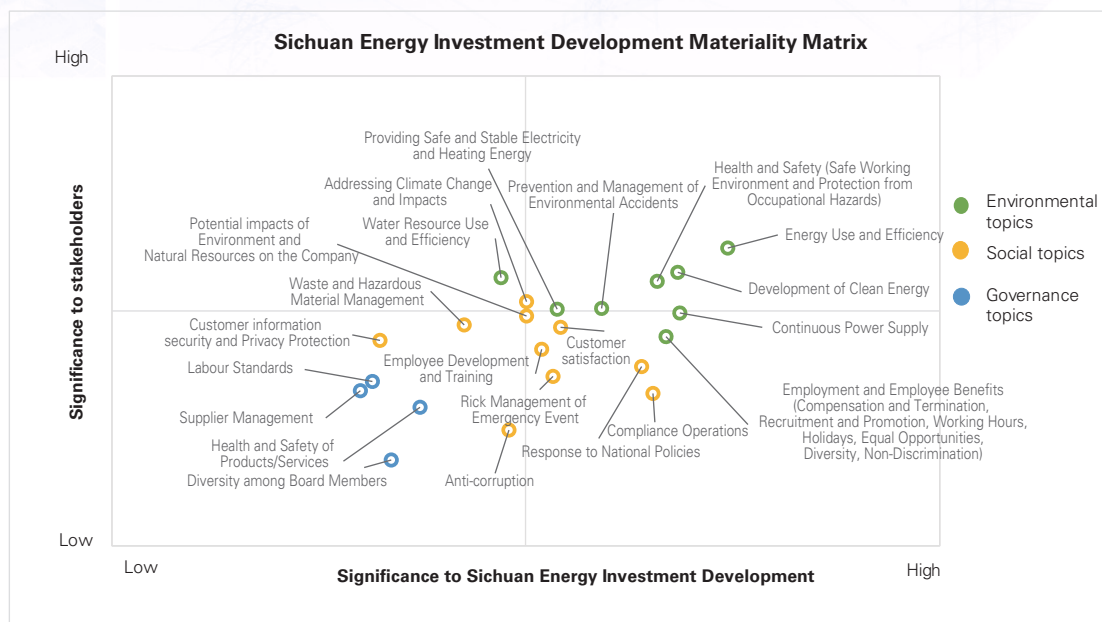 Sichuan Energy Investment Development Materiality Matrix
High
Providing Safe and Stable Electricity
and Heating Energy
Addressing Climate Change
and Impacts
Prevention and Management of
Environmental Accidents
Health and Safety (Safe Working
Environment and Protection from
Occupational Hazards)
Potential impacts of
Environment and
Natural Resources on the Company
Water Resource Use
and Efficiency
Energy Use and Efficiency
Waste and Hazardous
Material Management
Development of Clean Energy
Customer information
security and Privacy Protection
Continuous Power Supply
Customer
satisfaction
Labour Standards
Employee Development
and Training
Supplier Management
Rick Management of
Emergency Event
Employment and Employee Benefits
(Compensation and Termination,
Recruitment and Promotion, Working Hours,
Holidays, Equal Opportunities,
Diversity, Non-Discrimination)
Compliance Operations
Health and Safety of
Products/Services
Response to National Policies
Diversity among Board Members
Anti-corruption
Environmental
topics
Social topics
Governance
topics
Significance to stakeholders
Low
Low
Significance to Sichuan Energy Investment Development
High